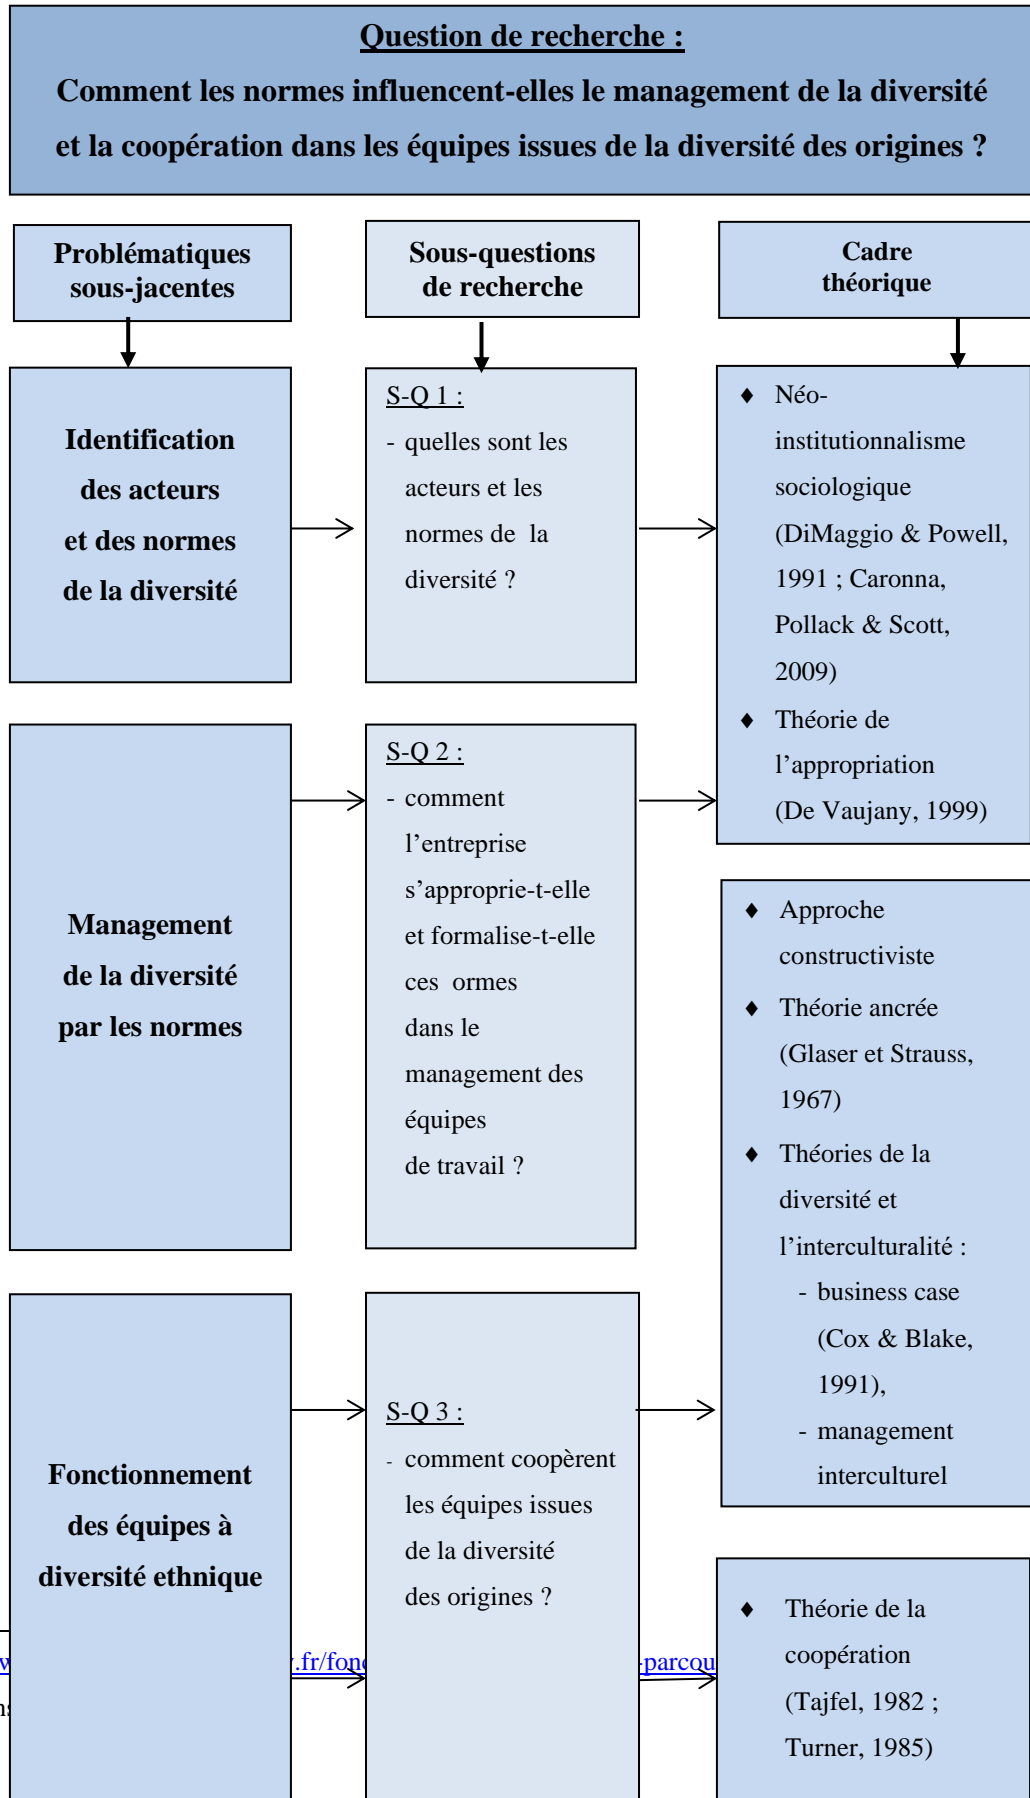 Question de recherche :
Comment les normes influencent-elles le management de la diversité
et la coopération dans les équipes issues de la diversité des origines ?
Problématiques
sous-jacentes
Sous-questions
de recherche
Cadre
théorique
Identification
des acteurs
et des normes
de la diversité
S-Q 1 :
- quelles sont les
acteurs et les
normes de la
diversité ?
♦ Néo-
institutionnalisme
sociologique
(DiMaggio & Powell,
1991 ; Caronna,
Pollack & Scott,
2009)
♦ Théorie de
l’appropriation
(De Vaujany, 1999)
Management
de la diversité
par les normes
S-Q 2 :
- comment
l’entreprise
s’approprie-t-elle
et formalise-t-elle
ces ormes
dans le
management des
équipes
de travail ?
♦ Approche
constructiviste
♦ Théorie ancrée
(Glaser et Strauss,
1967)
♦ Théories de la
diversité et
l’interculturalité :
- business case
(Cox & Blake,
1991),
- management
interculturel
Fonctionnement
des équipes à
diversité ethnique
S-Q 3 :
- comment coopèrent
les équipes issues
de la diversité
des origines ?
♦ Théorie de la
coopération
(Tajfel, 1982 ;
Turner, 1985)
.fr/fon
-parcou